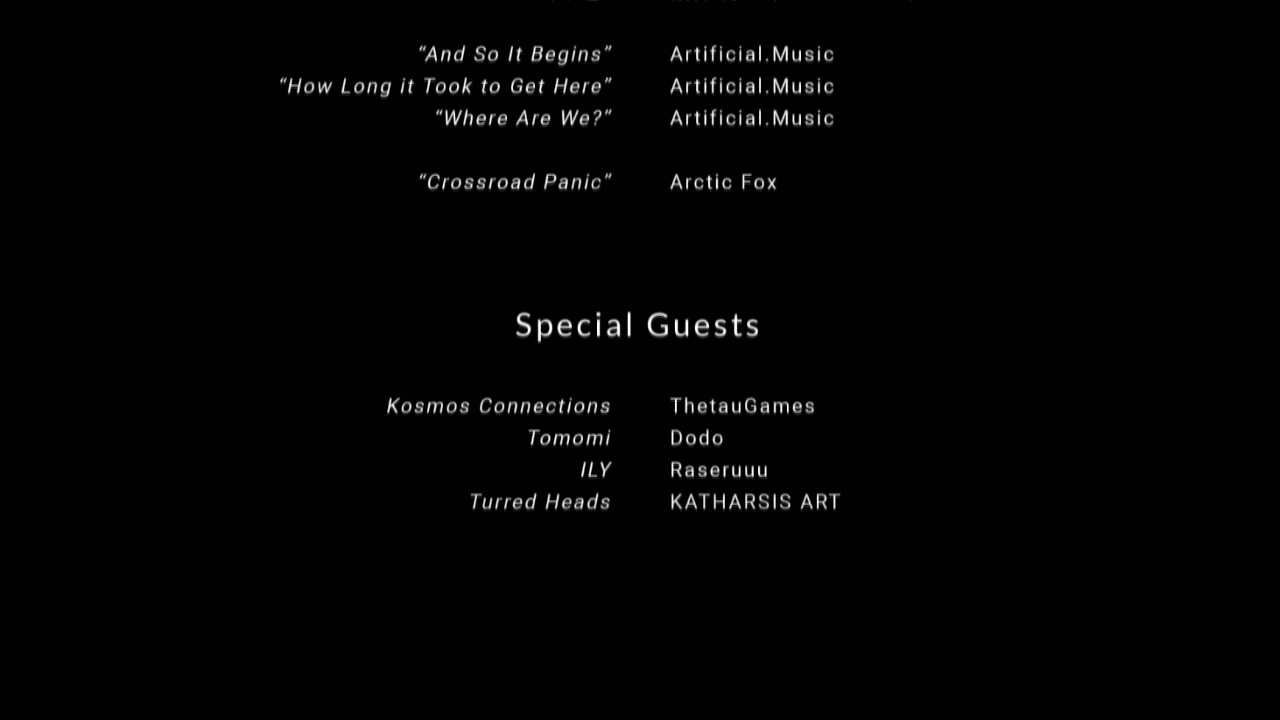 “And So It Begins” Artificial.Music
“How Long it Took to Get Here” Artificial.Music
“Where Are We?” Artificial.Music
“Crossroad Panic” Arctic Fox
Special Guests
Kosmos Connections ThetauGames
Tomomi Dodo
ILY Raseruuu
Turred Heads KATHARSIS ART